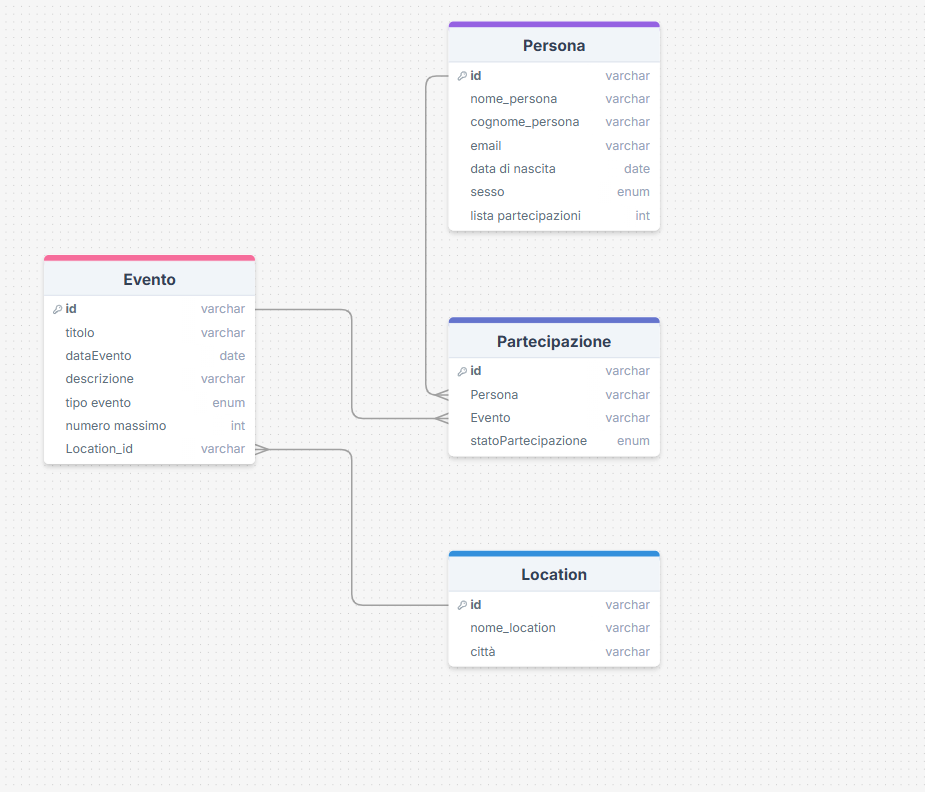 Persona
id varchar
nome_persona varchar
cognome_persona varchar
email varchar
data di nascita date
sesso enum
lista partecipazioni int
Evento
id varchar
titolo varchar
dataEvento date
descrizione varchar
tipo evento enum
numero massimo int
Location_id varchar
Partecipazione
id varchar
Persona varchar
Evento varchar
statoPartecipazione enum
Location
id varchar
nome_location varchar
città varchar